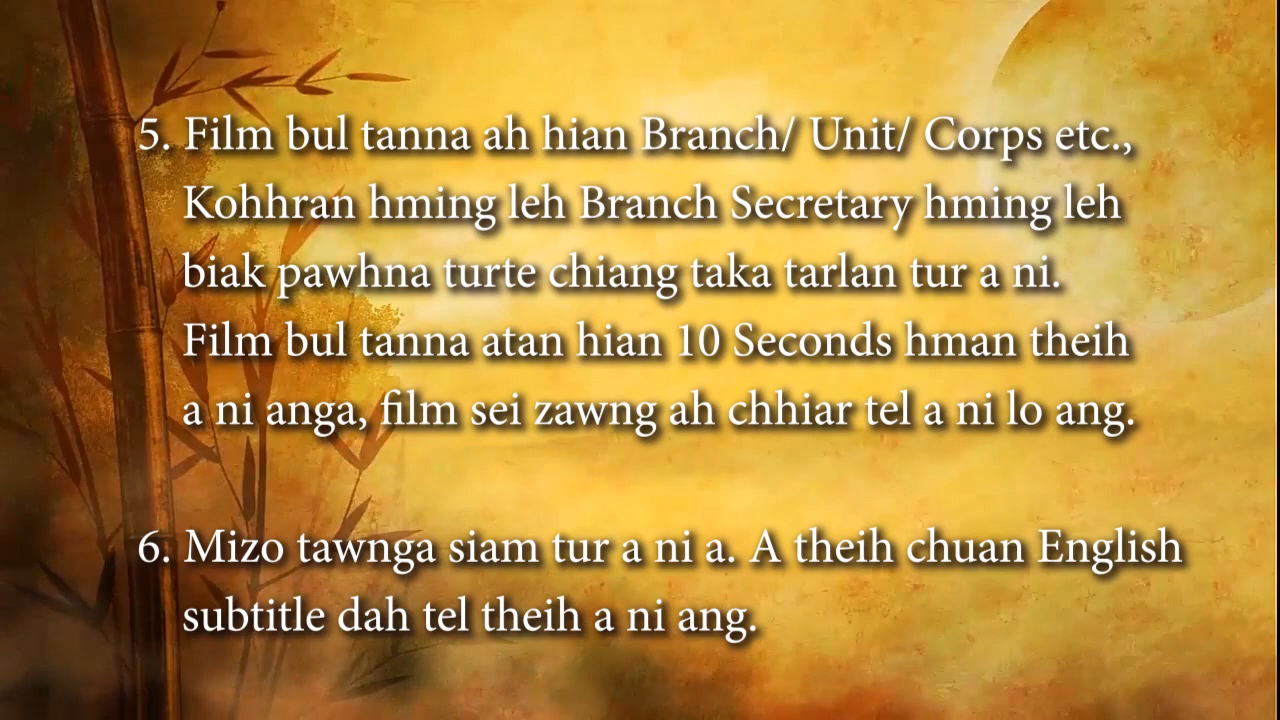 5. Film bul tanna ah hian Branch/ Unit/ Corps etc.,
Kohhran hming leh Branch Secretary hming leh
biak pawhna turte chiang taka tarlan tur a ni.
Film bul tanna atan hian 10 Seconds hman theih
a ni anga, film sei zawng ah chhiar tel a ni lo ang.
6. Mizo tawnga siam tur a ni a. A theih chuan English
subtitle dah tel theih a ni ang.